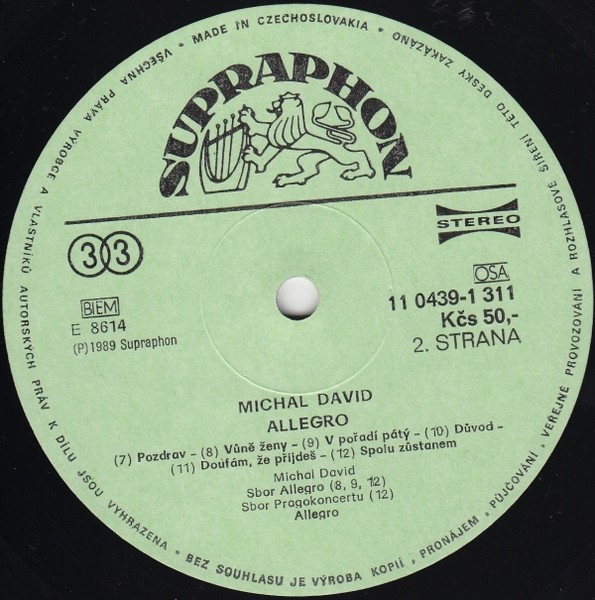 SUPRAPHON
33
STEREO
BIEM
E 8614
(P)1989 Supraphon
OSA
11 0439-1 311
Kčs 50,-
2. STRANA
MICHAL DAVID
ALLEGRO
(7) Pozdrav - (8) Vůně ženy - (9) V pořadí pátý - (10) Důvod -
(11) Doufám, že přijdeš - (12) Spolu zůstanem
Michal David
Sbor Allegro (8, 9, 12)
Sbor Pragokoncertu (12)
Allegro
MADE IN CZECHOSLOVAKIA • VŠECHNA PRÁVA VÝROBCE A VLASTNÍKŮ AUTORSKÝCH PRÁV K DÍLU JSOU VYHRAZENA • BEZ SOUHLASU JE VÝROBA KOPIÍ, PRONÁJEM, PŮJČOVÁNÍ - VEŘEJNÉ PROVOZOVÁNÍ A ROZHLASOVÉ ŠÍŘENÍ TÉTO DESKY ZAKÁZÁNO •